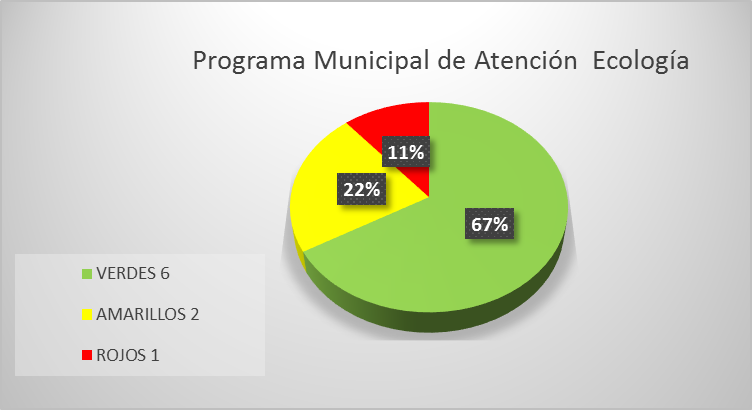 Programa Municipal de Atención Ecología
11%
22%
67%
VERDES 6
AMARILLOS 2
ROJOS 1